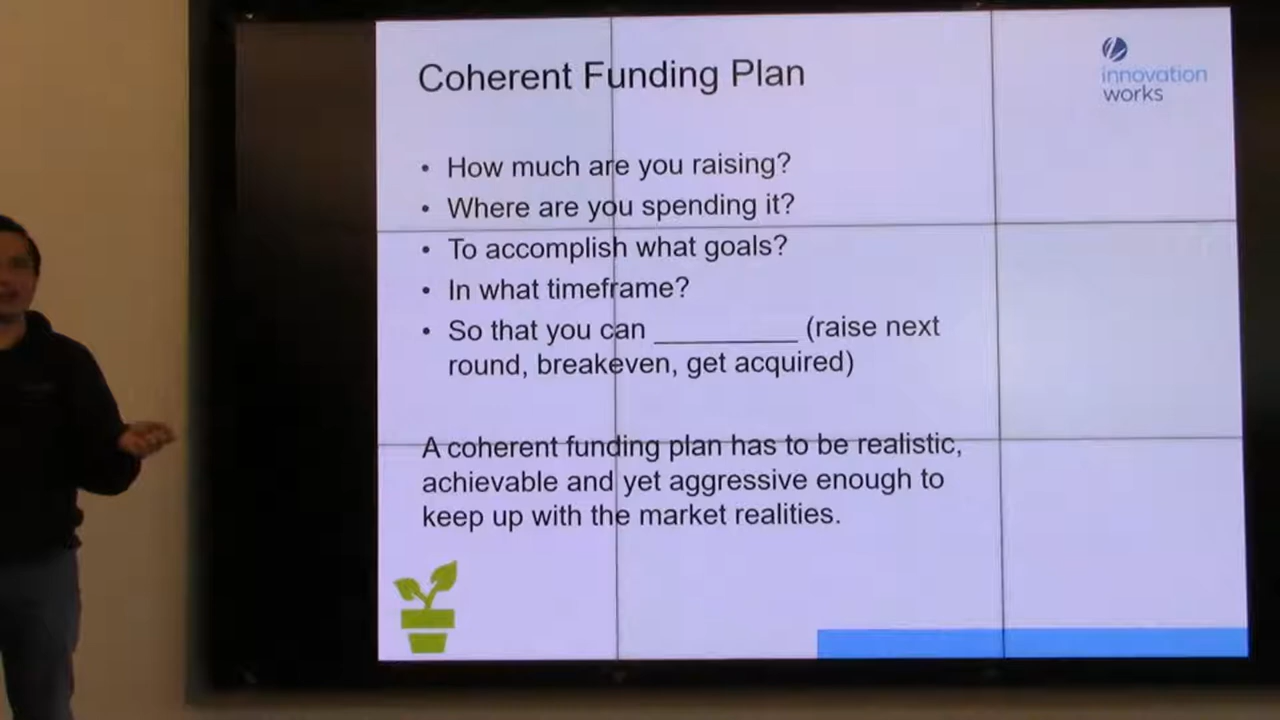 Coherent Funding Plan
innovation
works
• How much are you raising?
• Where are you spending it?
• To accomplish what goals?
• In what timeframe?
• So that you can __________ (raise next
round, breakeven, get acquired)
A coherent funding plan has to be realistic,
achievable and yet aggressive enough to
keep up with the market realities.